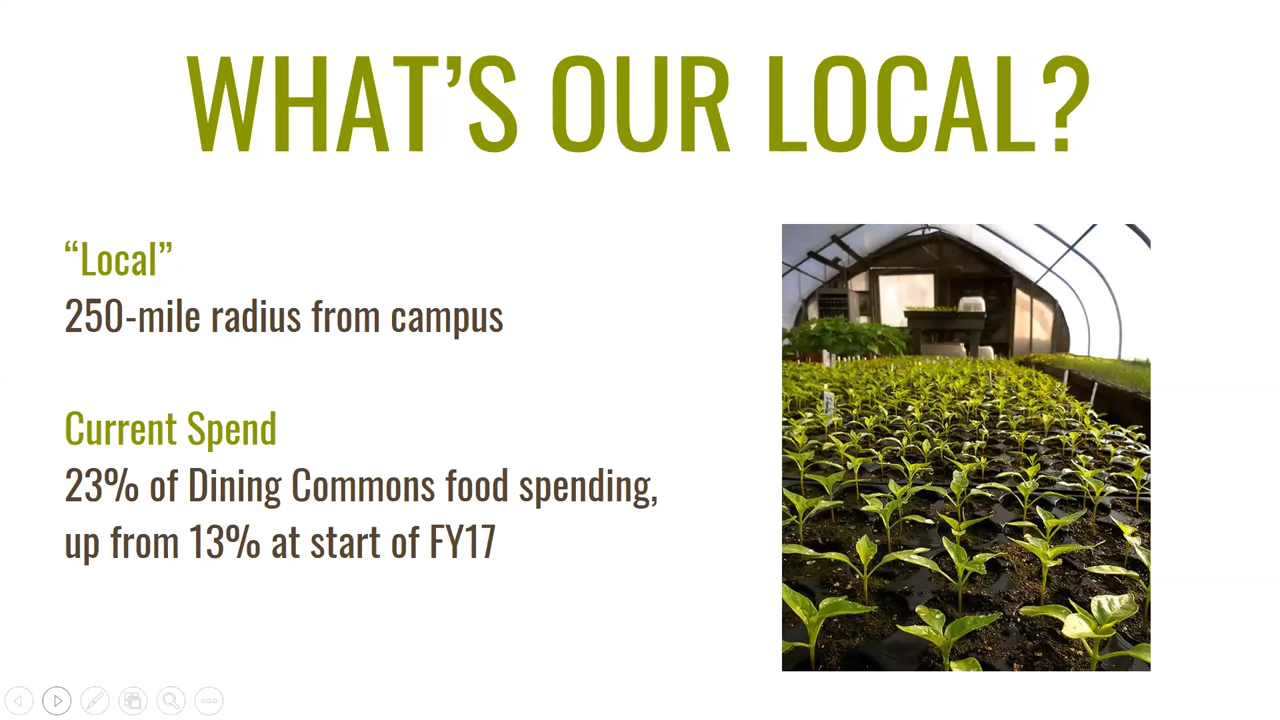 WHAT’S OUR LOCAL?
“Local”
250-mile radius from campus
Current Spend
23% of Dining Commons food spending,
up from 13% at start of FY17